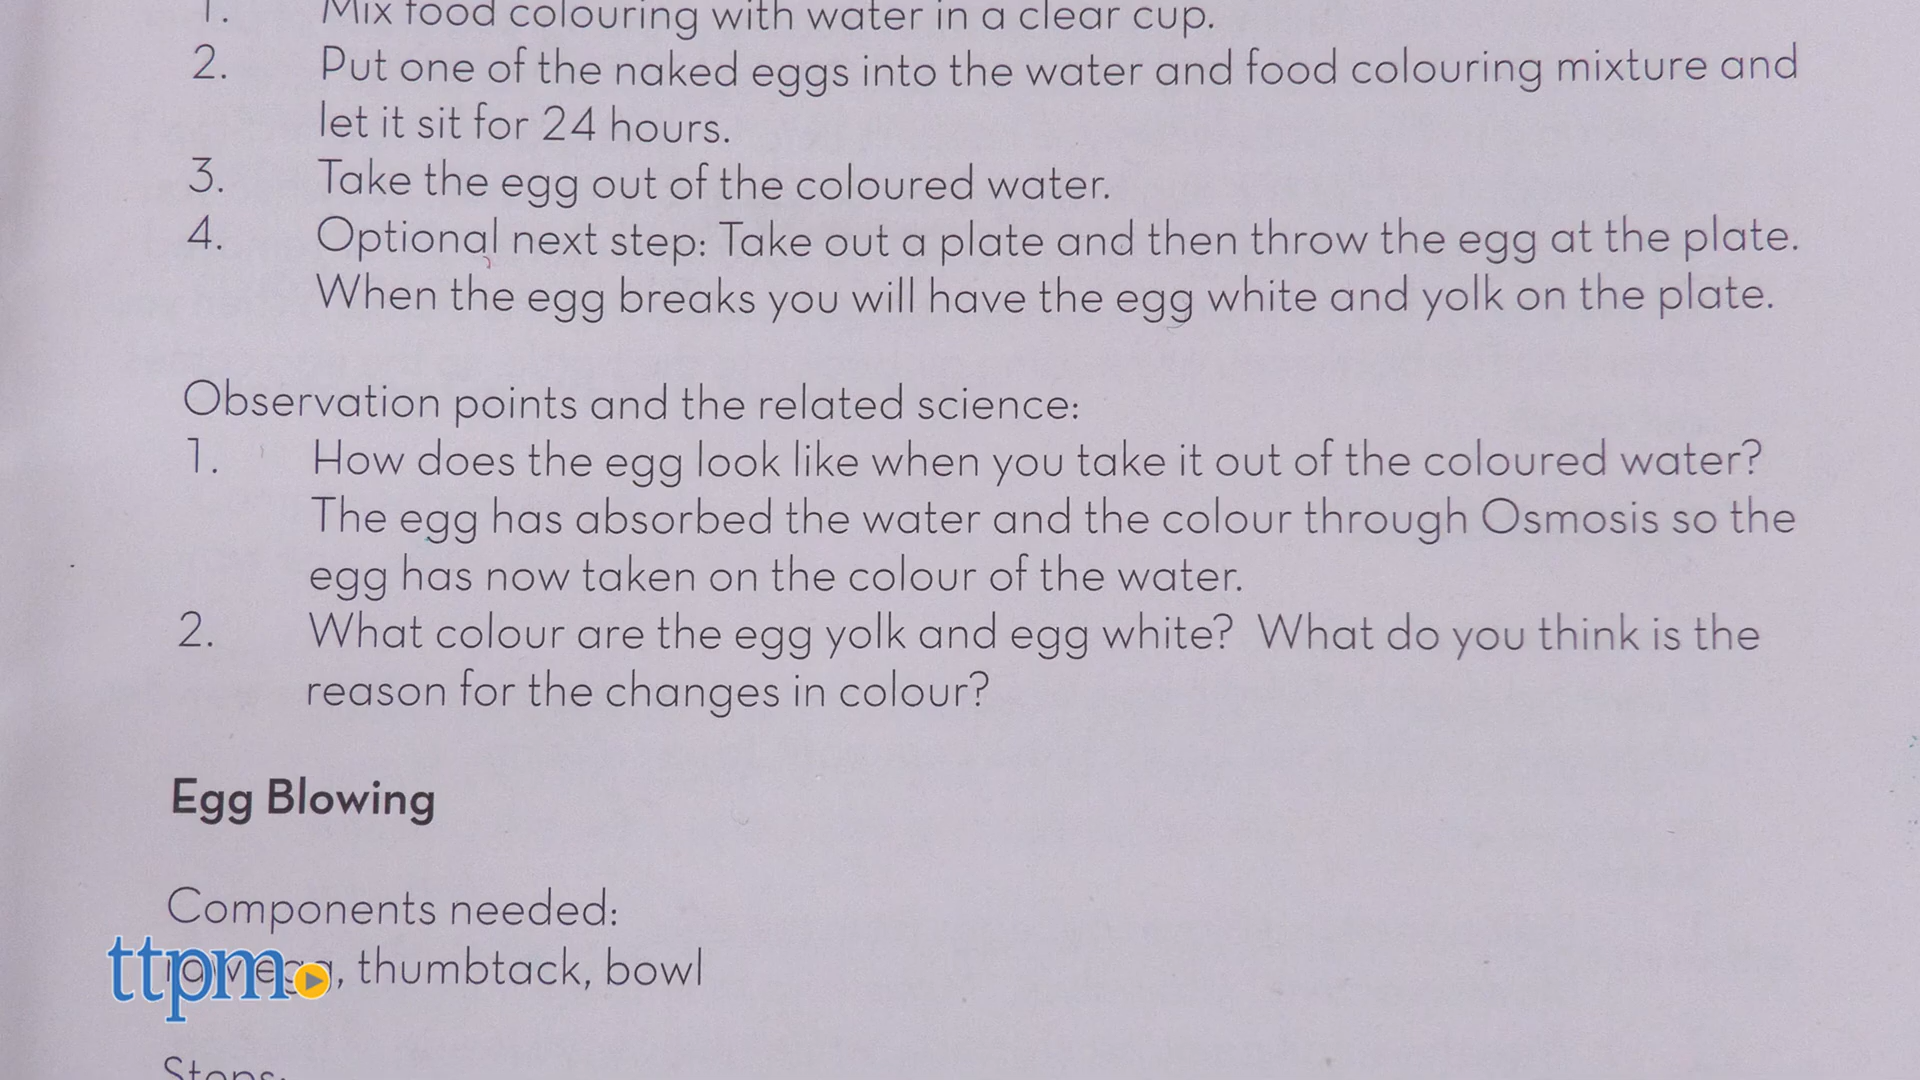 1. Mix food colouring with water in a clear cup.
2. Put one of the naked eggs into the water and food colouring mixture and
let it sit for 24 hours.
3. Take the egg out of the coloured water.
4. Optional next step: Take out a plate and then throw the egg at the plate.
When the egg breaks you will have the egg white and yolk on the plate.
Observation points and the related science:
1. How does the egg look like when you take it out of the coloured water?
The egg has absorbed the water and the colour through Osmosis so the
egg has now taken on the colour of the water.
2. What colour are the egg yolk and egg white? What do you think is the
reason for the changes in colour?
Egg Blowing
Components needed:
raw egg, thumbtack, bowl
ttpm
Steps: